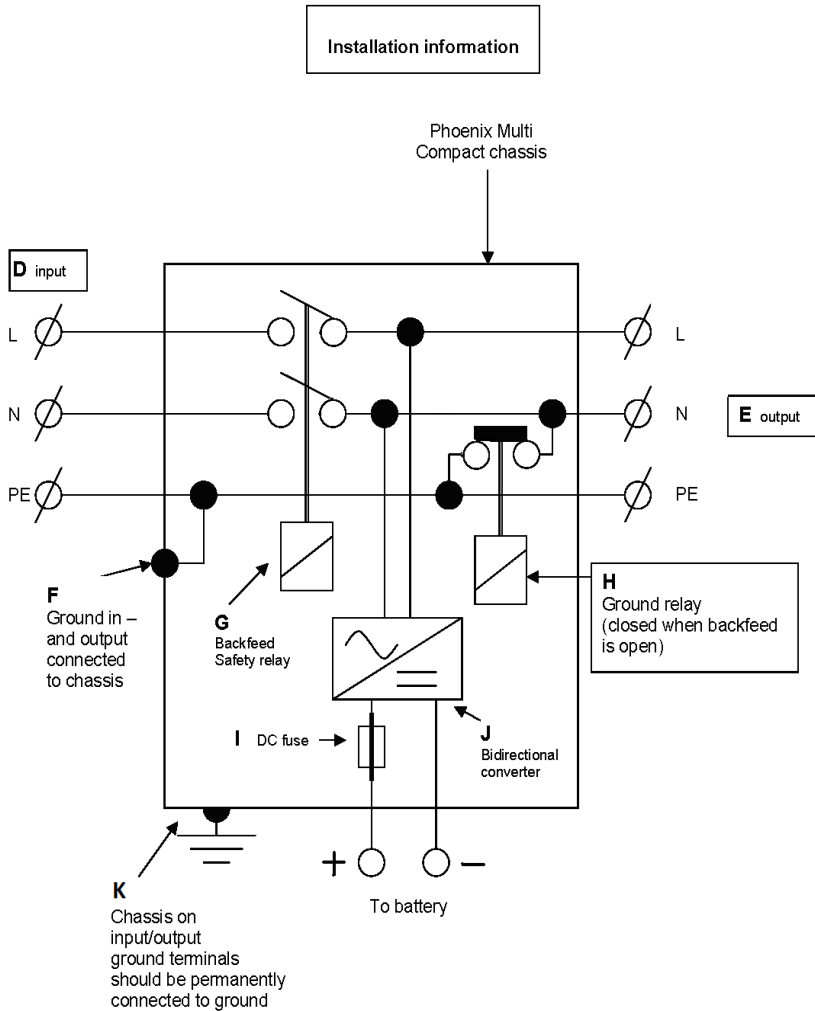 Installation information
Phoenix Multi
Compact chassis
D input
L
L
N
N
E output
PE
PE
F
Ground in –
and output
connected
to chassis
G
Backfeed
Safety relay
H
Ground relay
(closed when backfeed
is open)
I DC fuse
J
Bidirectional
converter
+
–
To battery
K
Chassis on
input/output
ground terminals
should be permanently
connected to ground